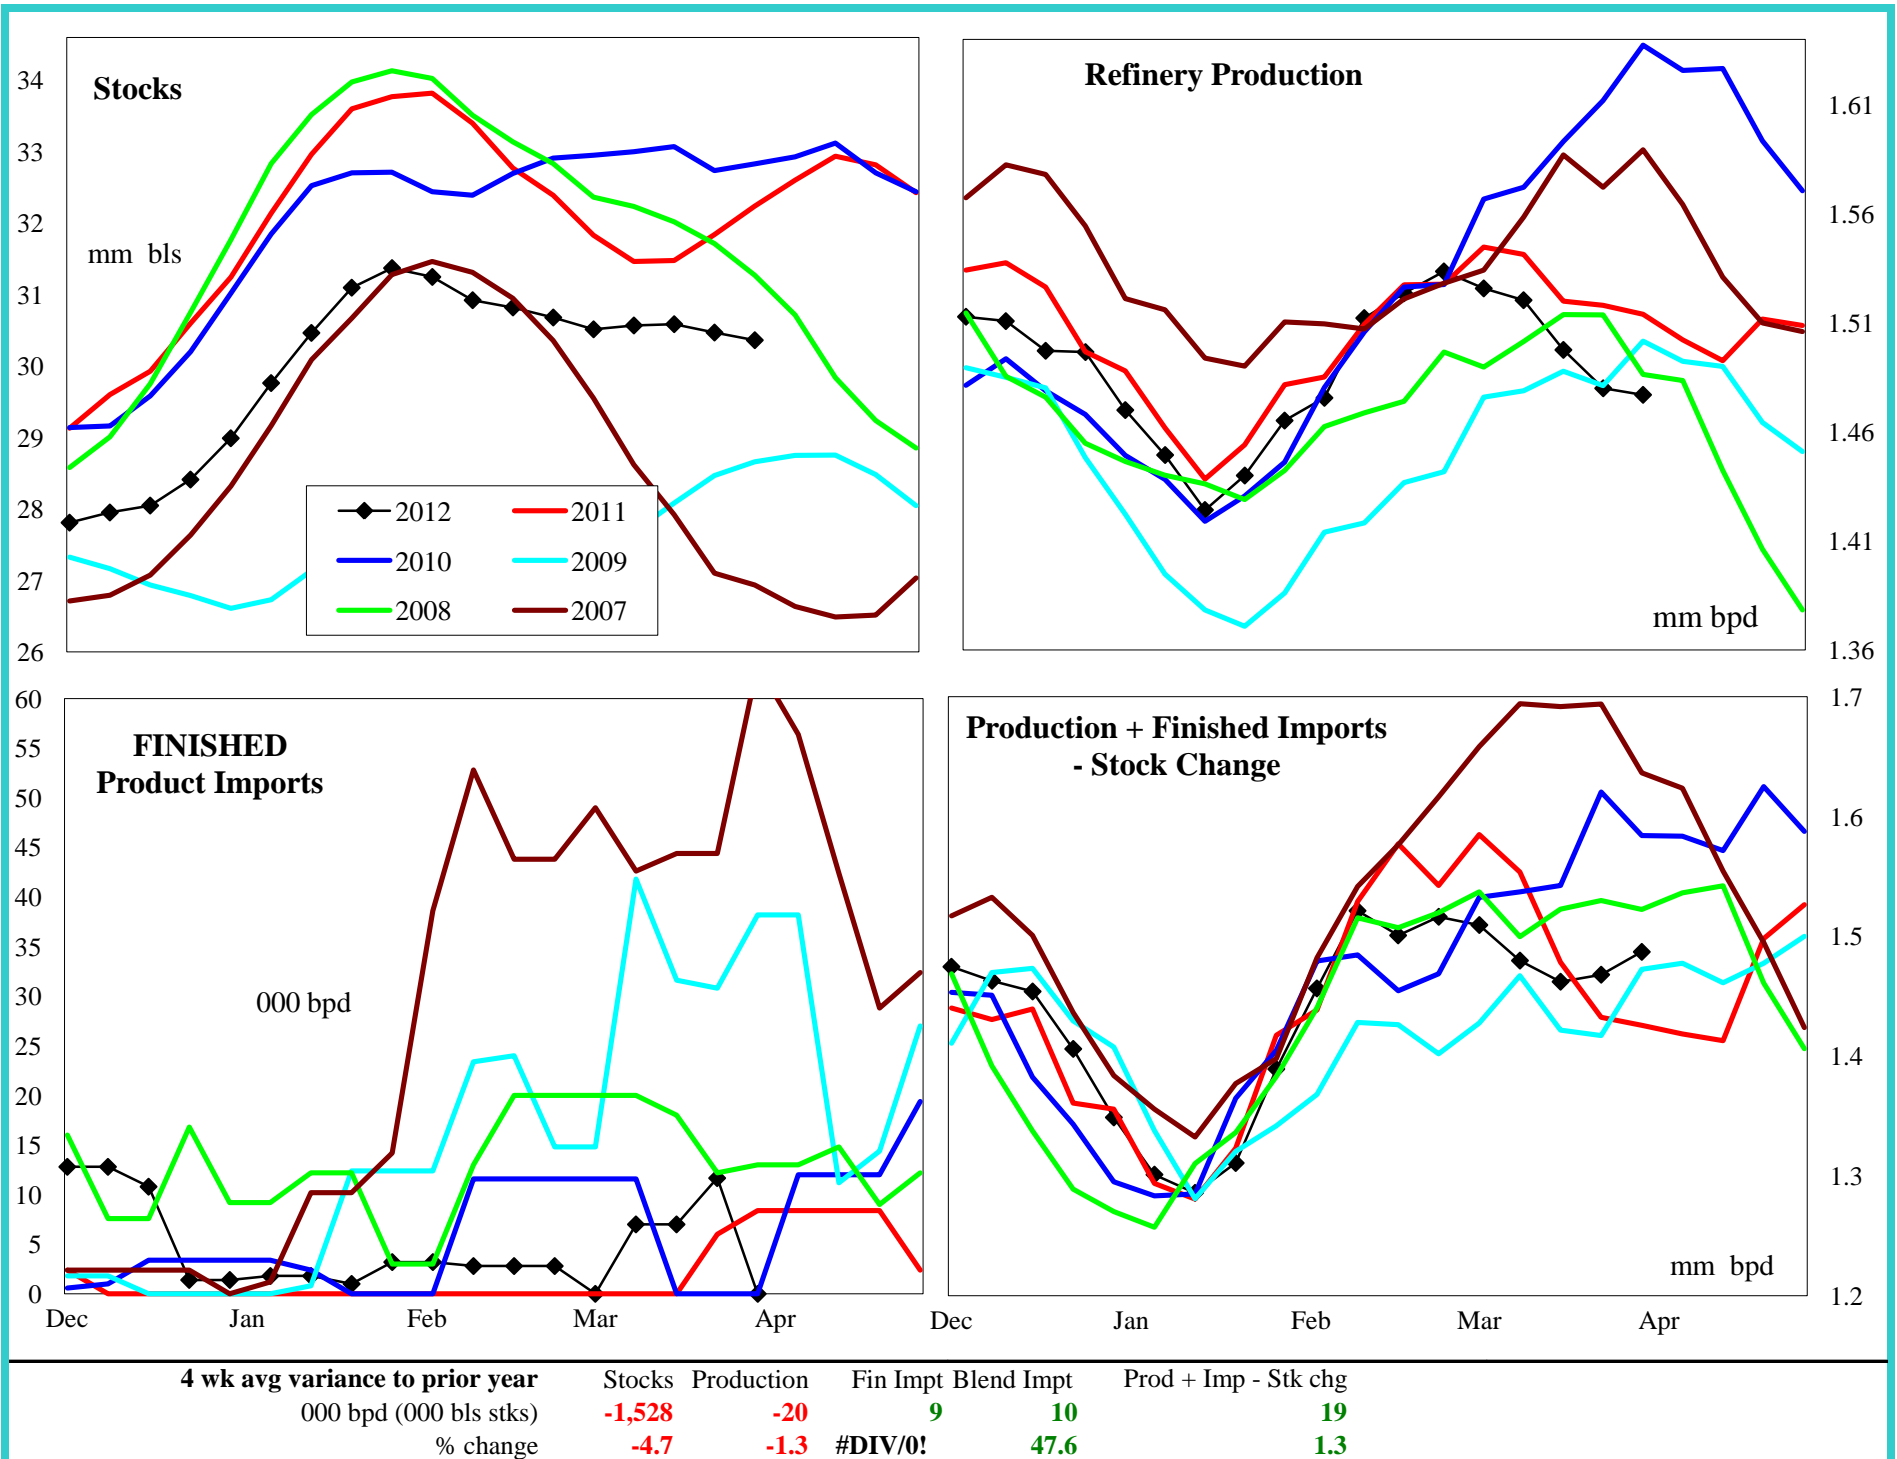 Stocks
mm bls
34
33
32
31
30
29
28
27
26
2012
2011
2010
2009
2008
2007
Refinery Production
mm bpd
1.61
1.56
1.51
1.46
1.41
1.36
FINISHED
Product Imports
000 bpd
60
55
50
45
40
35
30
25
20
15
10
5
0
Dec Jan Feb Mar Apr
Production + Finished Imports
- Stock Change
mm bpd
1.7
1.6
1.5
1.4
1.3
1.2
Dec Jan Feb Mar Apr
4 wk avg variance to prior year Stocks Production Fin Impt Blend Impt Prod + Imp - Stk chg
000 bpd (000 bls stks) -1,528 -20 9 10 19
% change -4.7 -1.3 #DIV/0! 47.6 1.3